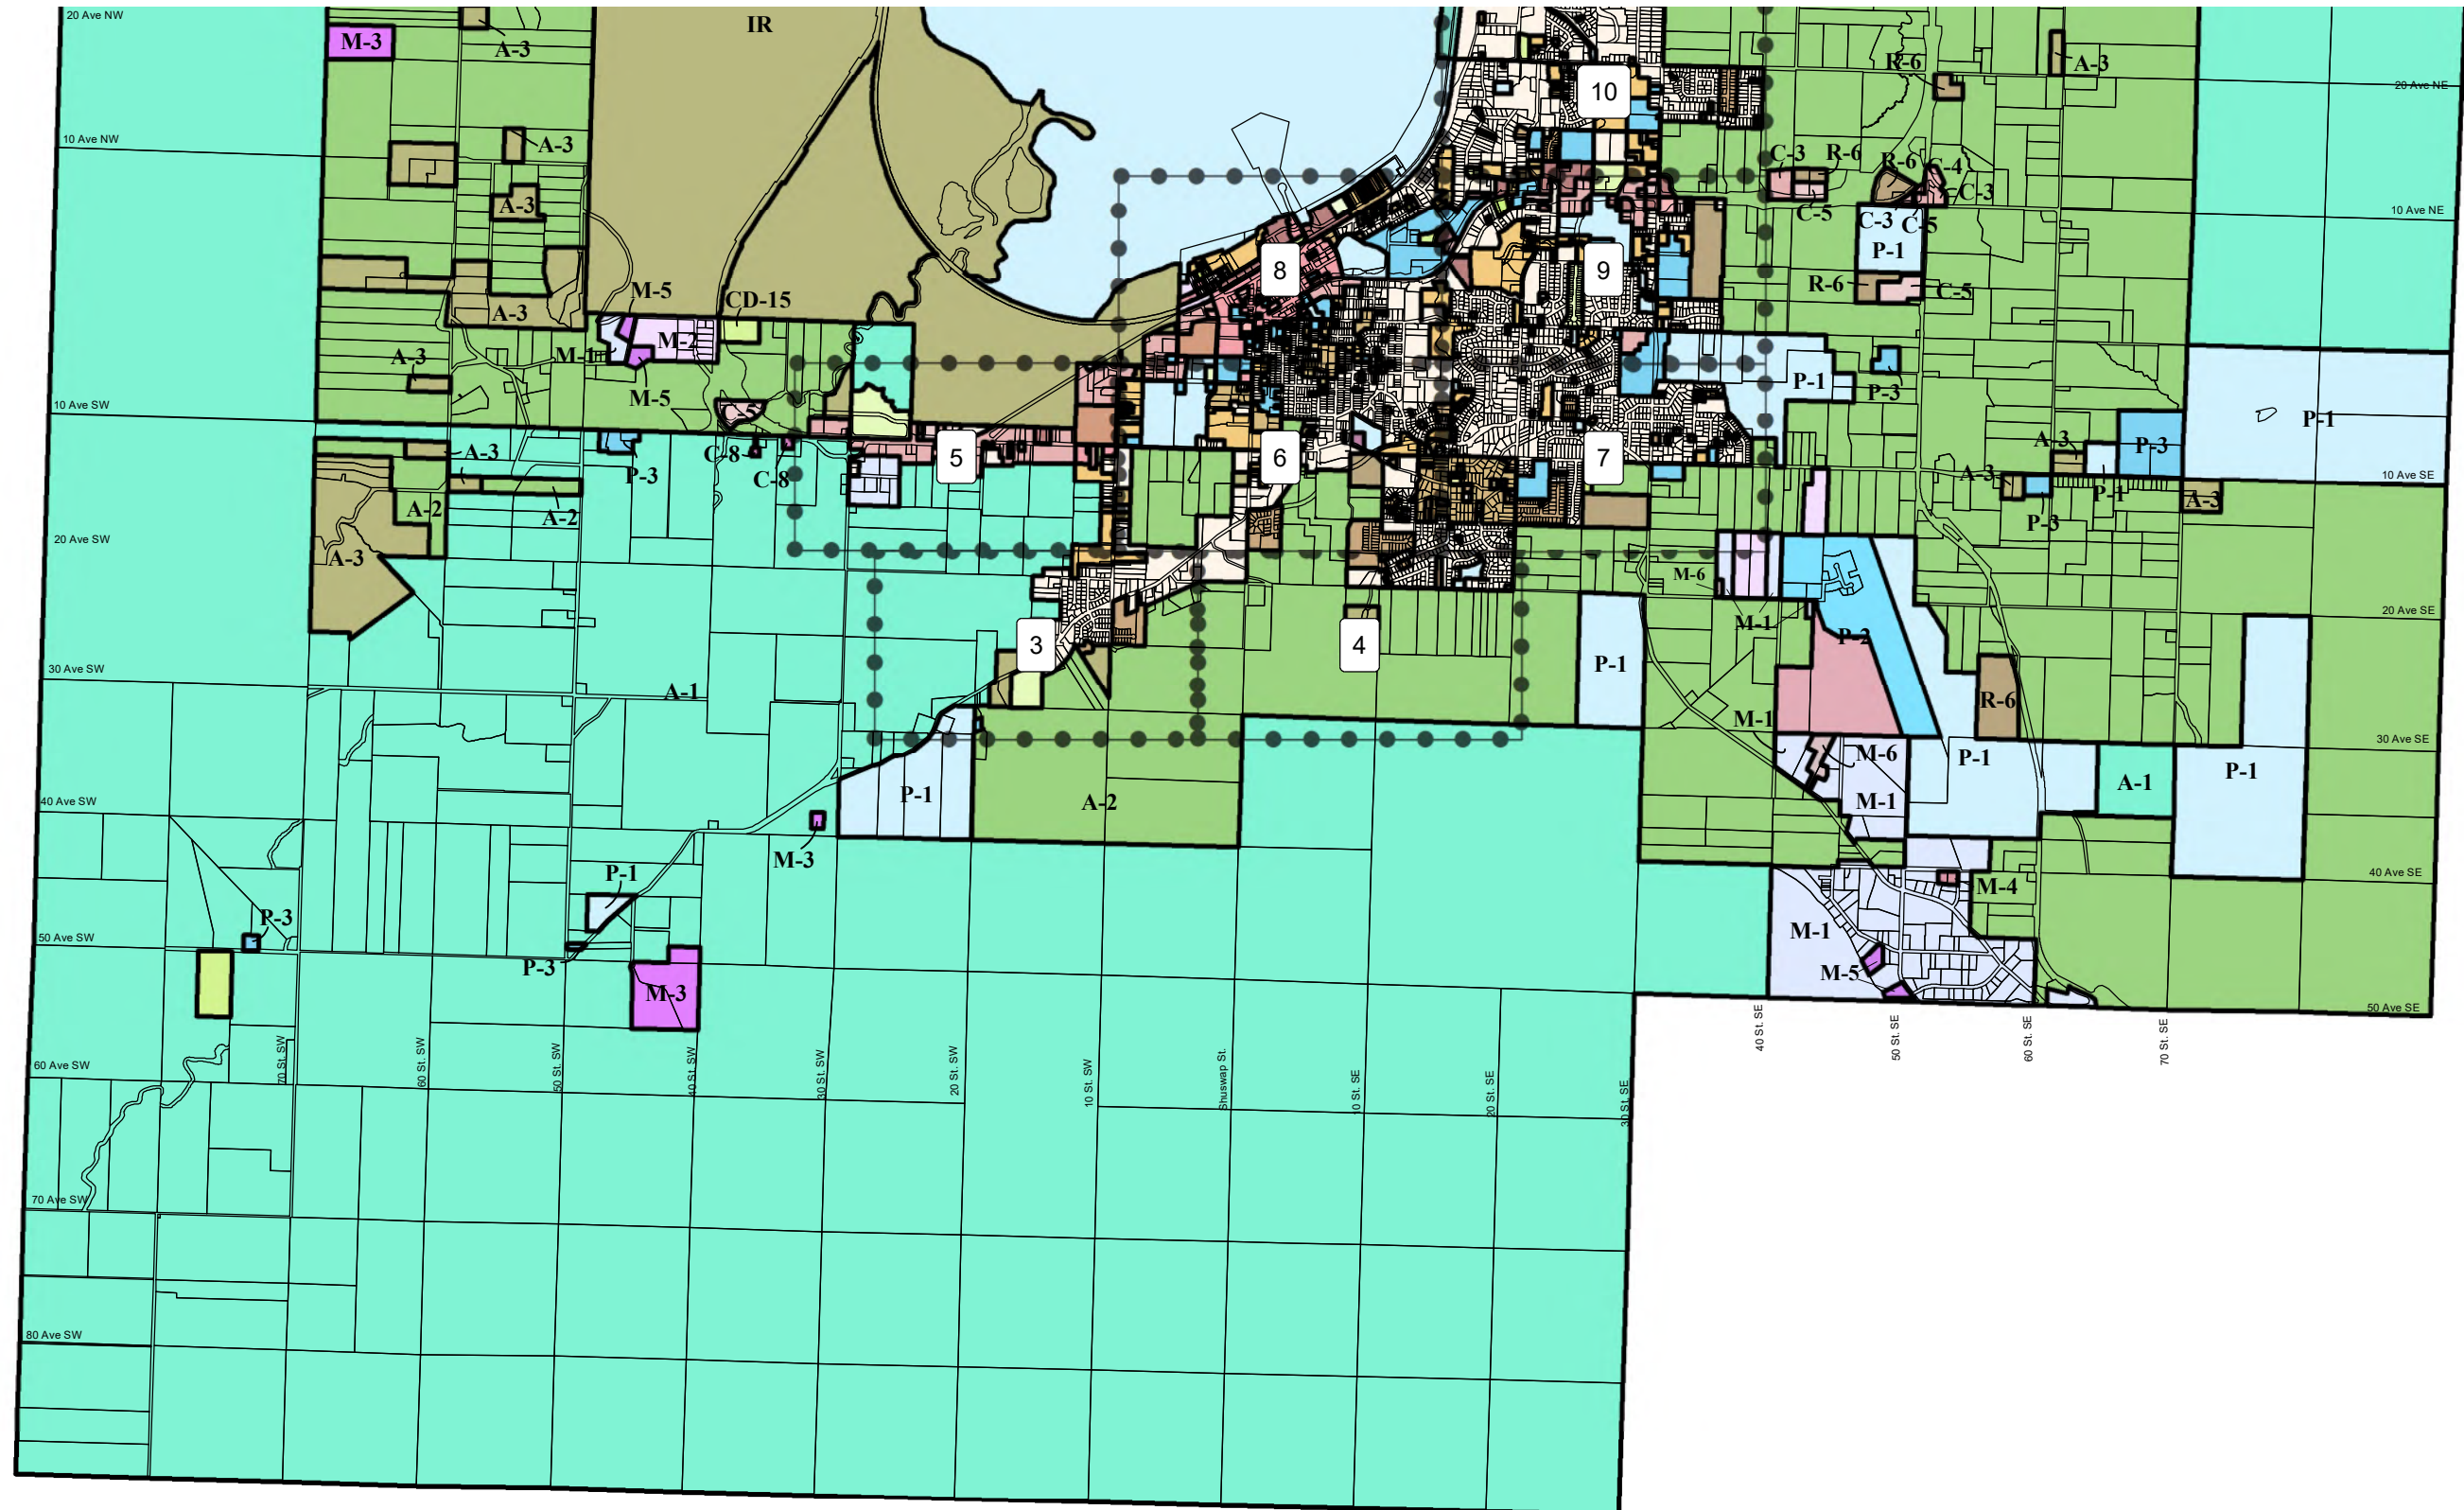 20 Ave NW
IR
M-3
A-3
10
R-6
A-3
20 Ave NE
10 Ave NW
A-3
C-3
R-6
R-6
C-4
C-3
A-3
C-5
C-3
C-5
10 Ave NE
P-1
8
9
M-5
CD-15
R-6
C-5
A-3
M-2
M-1
A-3
P-1
P-3
M-5
C-5
10 Ave SW
P-1
A-3
P-3
A-3
C-8
5
6
7
P-3
C-8
A-3
10 Ave SE
P-1
A-3
A-2
A-2
P-3
20 Ave SW
A-3
M-6
M-1
20 Ave SE
P-2
3
4
30 Ave SW
P-1
A-1
R-6
M-1
30 Ave SE
M-6
P-1
P-1
A-1
P-1
A-2
M-1
40 Ave SW
M-3
P-1
40 Ave SE
M-4
P-3
M-1
50 Ave SW
P-3
M-5
M-3
50 Ave SE
60 Ave SW
70 St. SW
60 St. SW
50 St. SW
40 St. SW
30 St. SW
20 St. SW
10 St. SW
Shuswap St.
10 St. SE
20 St. SE
30 St. SE
40 St. SE
50 St. SE
60 St. SE
70 St. SE
70 Ave SW
80 Ave SW